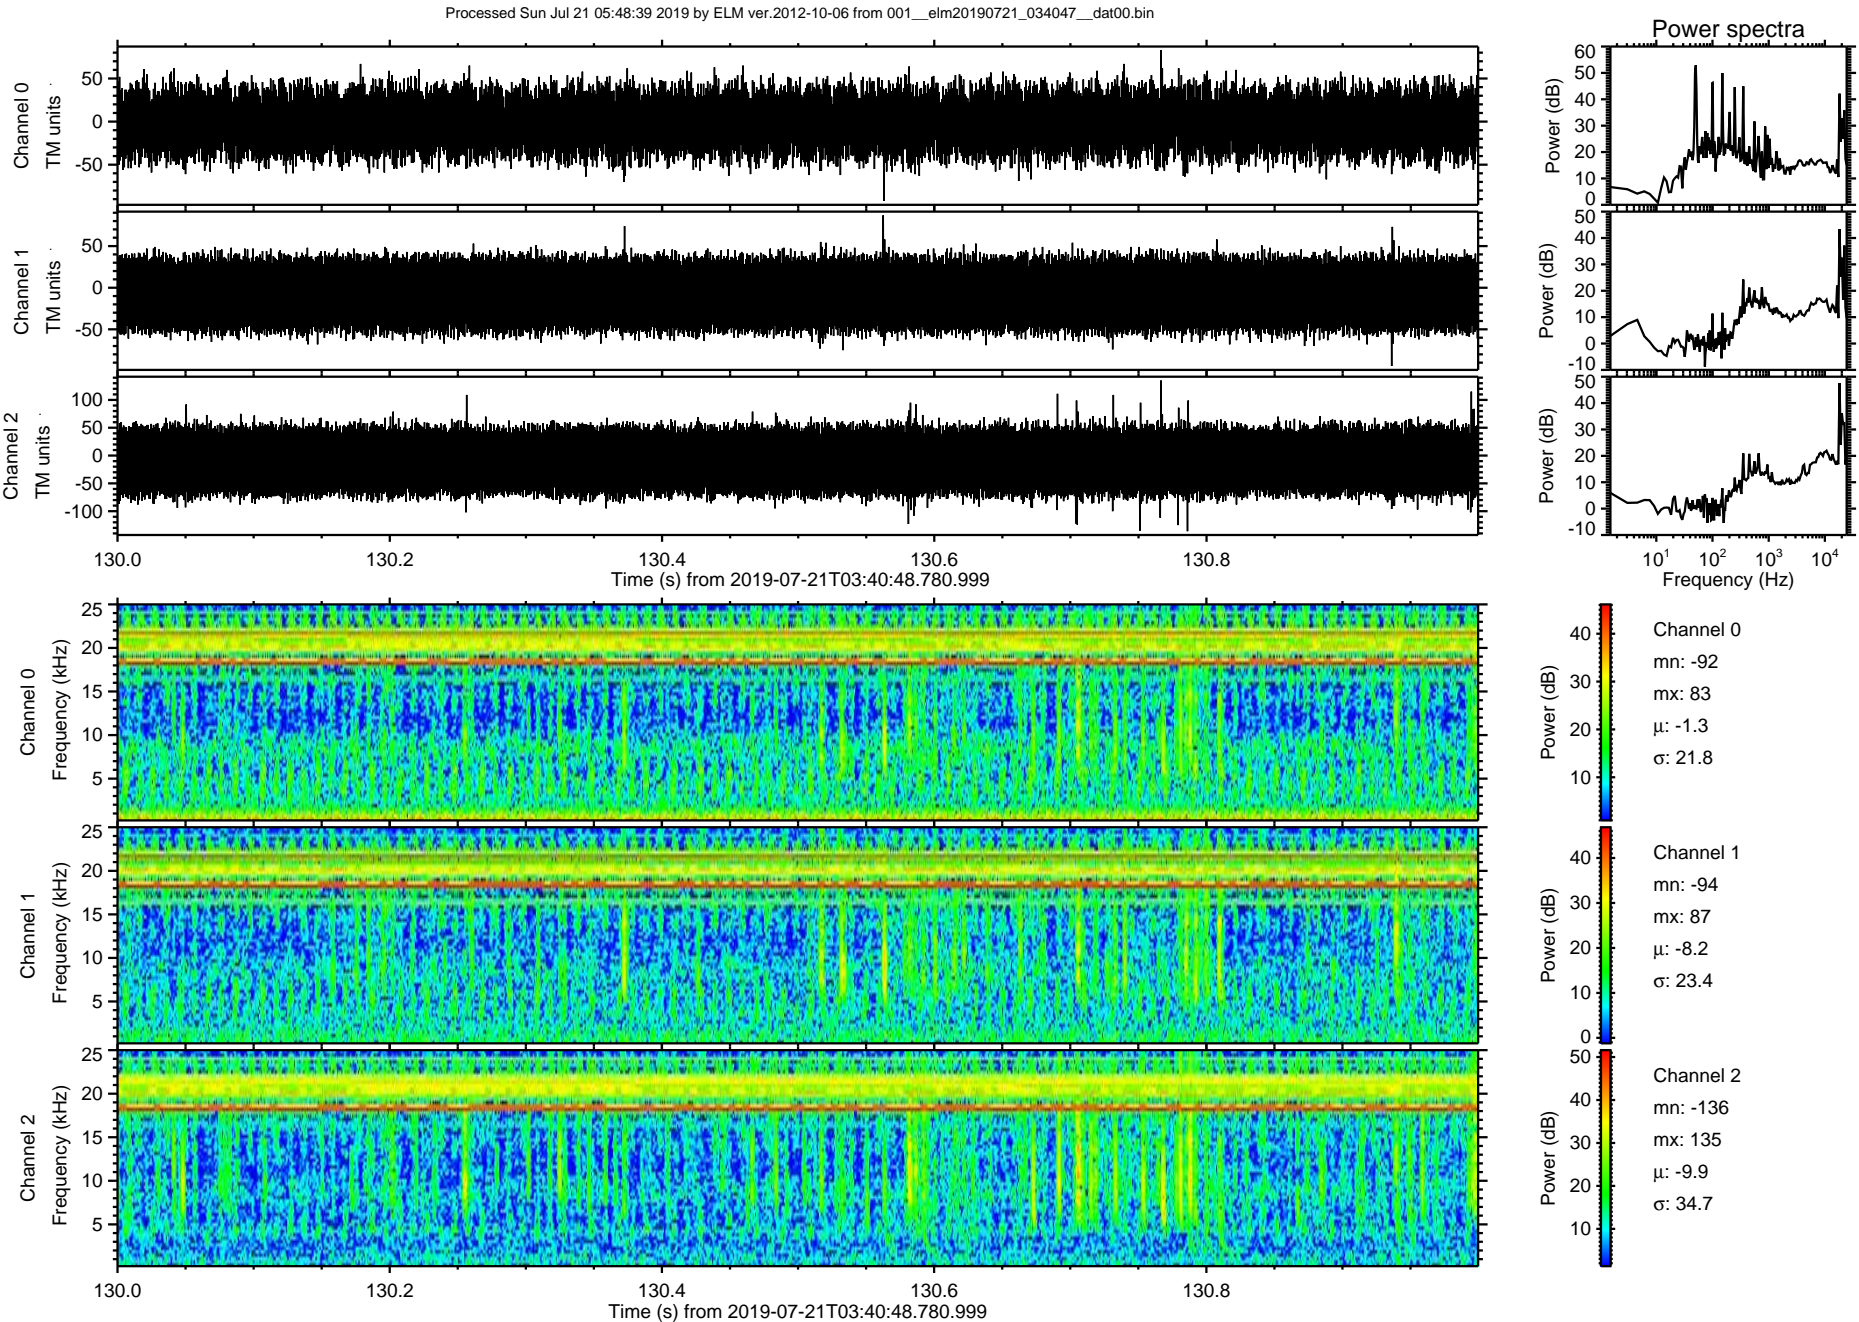 Processed Sun Jul 21 05:48:39 2019 by ELM ver.2012-10-06 from 001__elm20190721_034047__dat00.bin
Power spectra
Channel 0
TM units
50
0
-50
Power (dB)
60
50
40
30
20
10
0
Channel 1
TM units
50
0
-50
Power (dB)
50
40
30
20
10
0
-10
Channel 2
TM units
100
50
0
-50
-100
Power (dB)
50
40
30
20
10
0
-10
130.0 130.2 130.4 130.6 130.8
Time (s) from 2019-07-21T03:40:48.780.999
10¹ 10² 10³ 10⁴
Frequency (Hz)
Channel 0
Frequency (kHz)
25
20
15
10
5
Power (dB)
40
30
20
10
Channel 0
mn: -92
mx: 83
μ: -1.3
σ: 21.8
Channel 1
Frequency (kHz)
25
20
15
10
5
Power (dB)
40
30
20
10
0
Channel 1
mn: -94
mx: 87
μ: -8.2
σ: 23.4
Channel 2
Frequency (kHz)
25
20
15
10
5
Power (dB)
50
40
30
20
10
Channel 2
mn: -136
mx: 135
μ: -9.9
σ: 34.7
130.0 130.2 130.4 130.6 130.8
Time (s) from 2019-07-21T03:40:48.780.999